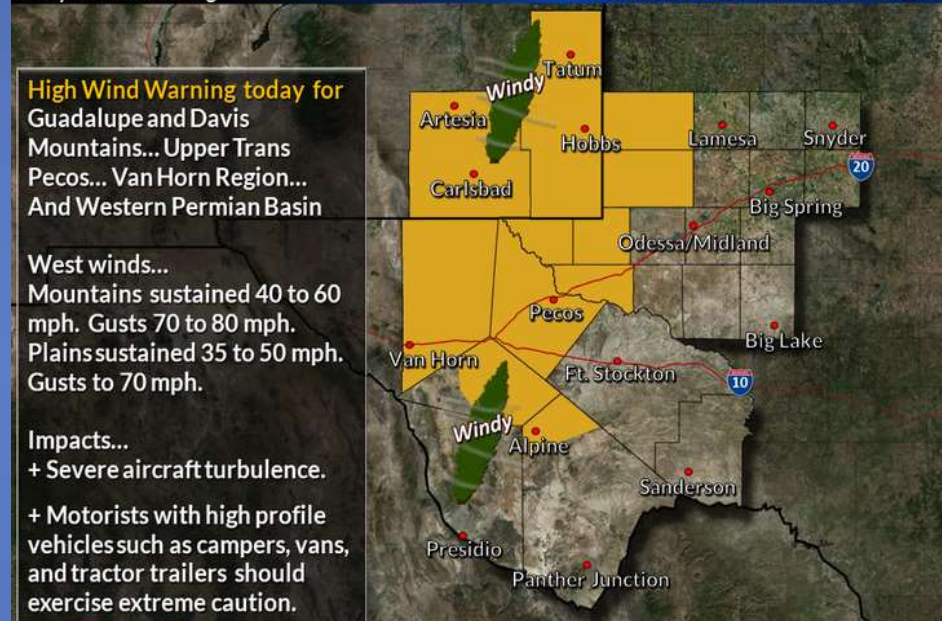 High Wind Warning today for
Guadalupe and Davis
Mountains... Upper Trans
Pecos... Van Horn Region...
And Western Permian Basin
West winds...
Mountains sustained 40 to 60
mph. Gusts 70 to 80 mph.
Plains sustained 35 to 50 mph.
Gusts to 70 mph.
Impacts...
+ Severe aircraft turbulence.
+ Motorists with high profile
vehicles such as campers, vans,
and tractor trailers should
exercise extreme caution.
Tatum
Windy
Artesia
Hobbs
Lamesa
Snyder
20
Carlsbad
Big Spring
Odessa/Midland
Pecos
Big Lake
Van Horn
Ft. Stockton
10
Windy
Alpine
Sanderson
Presidio
Panther Junction